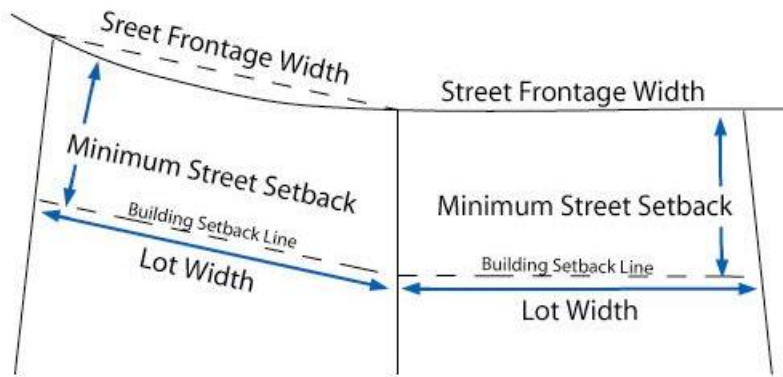 Sreet Frontage Width
Minimum Street Setback
Building Setback Line
Lot Width
Street Frontage Width
Minimum Street Setback
Building Setback Line
Lot Width